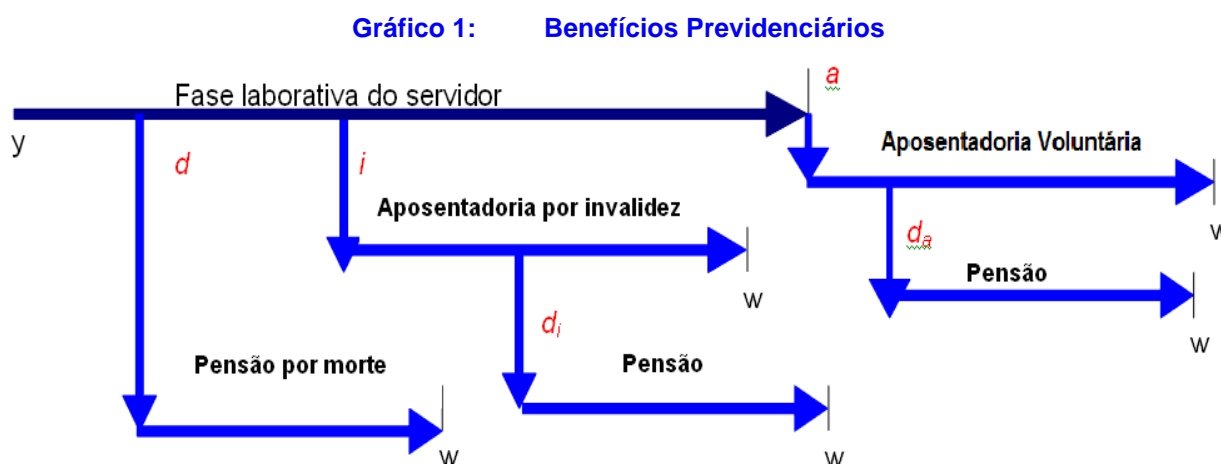 Gráfico 1: Benefícios Previdenciários
a
Fase laborativa do servidor
y
d
i
Aposentadoria Voluntária
Aposentadoria por invalidez
w
dₐ
Pensão
w
w
dᵢ
Pensão por morte
Pensão
w
w